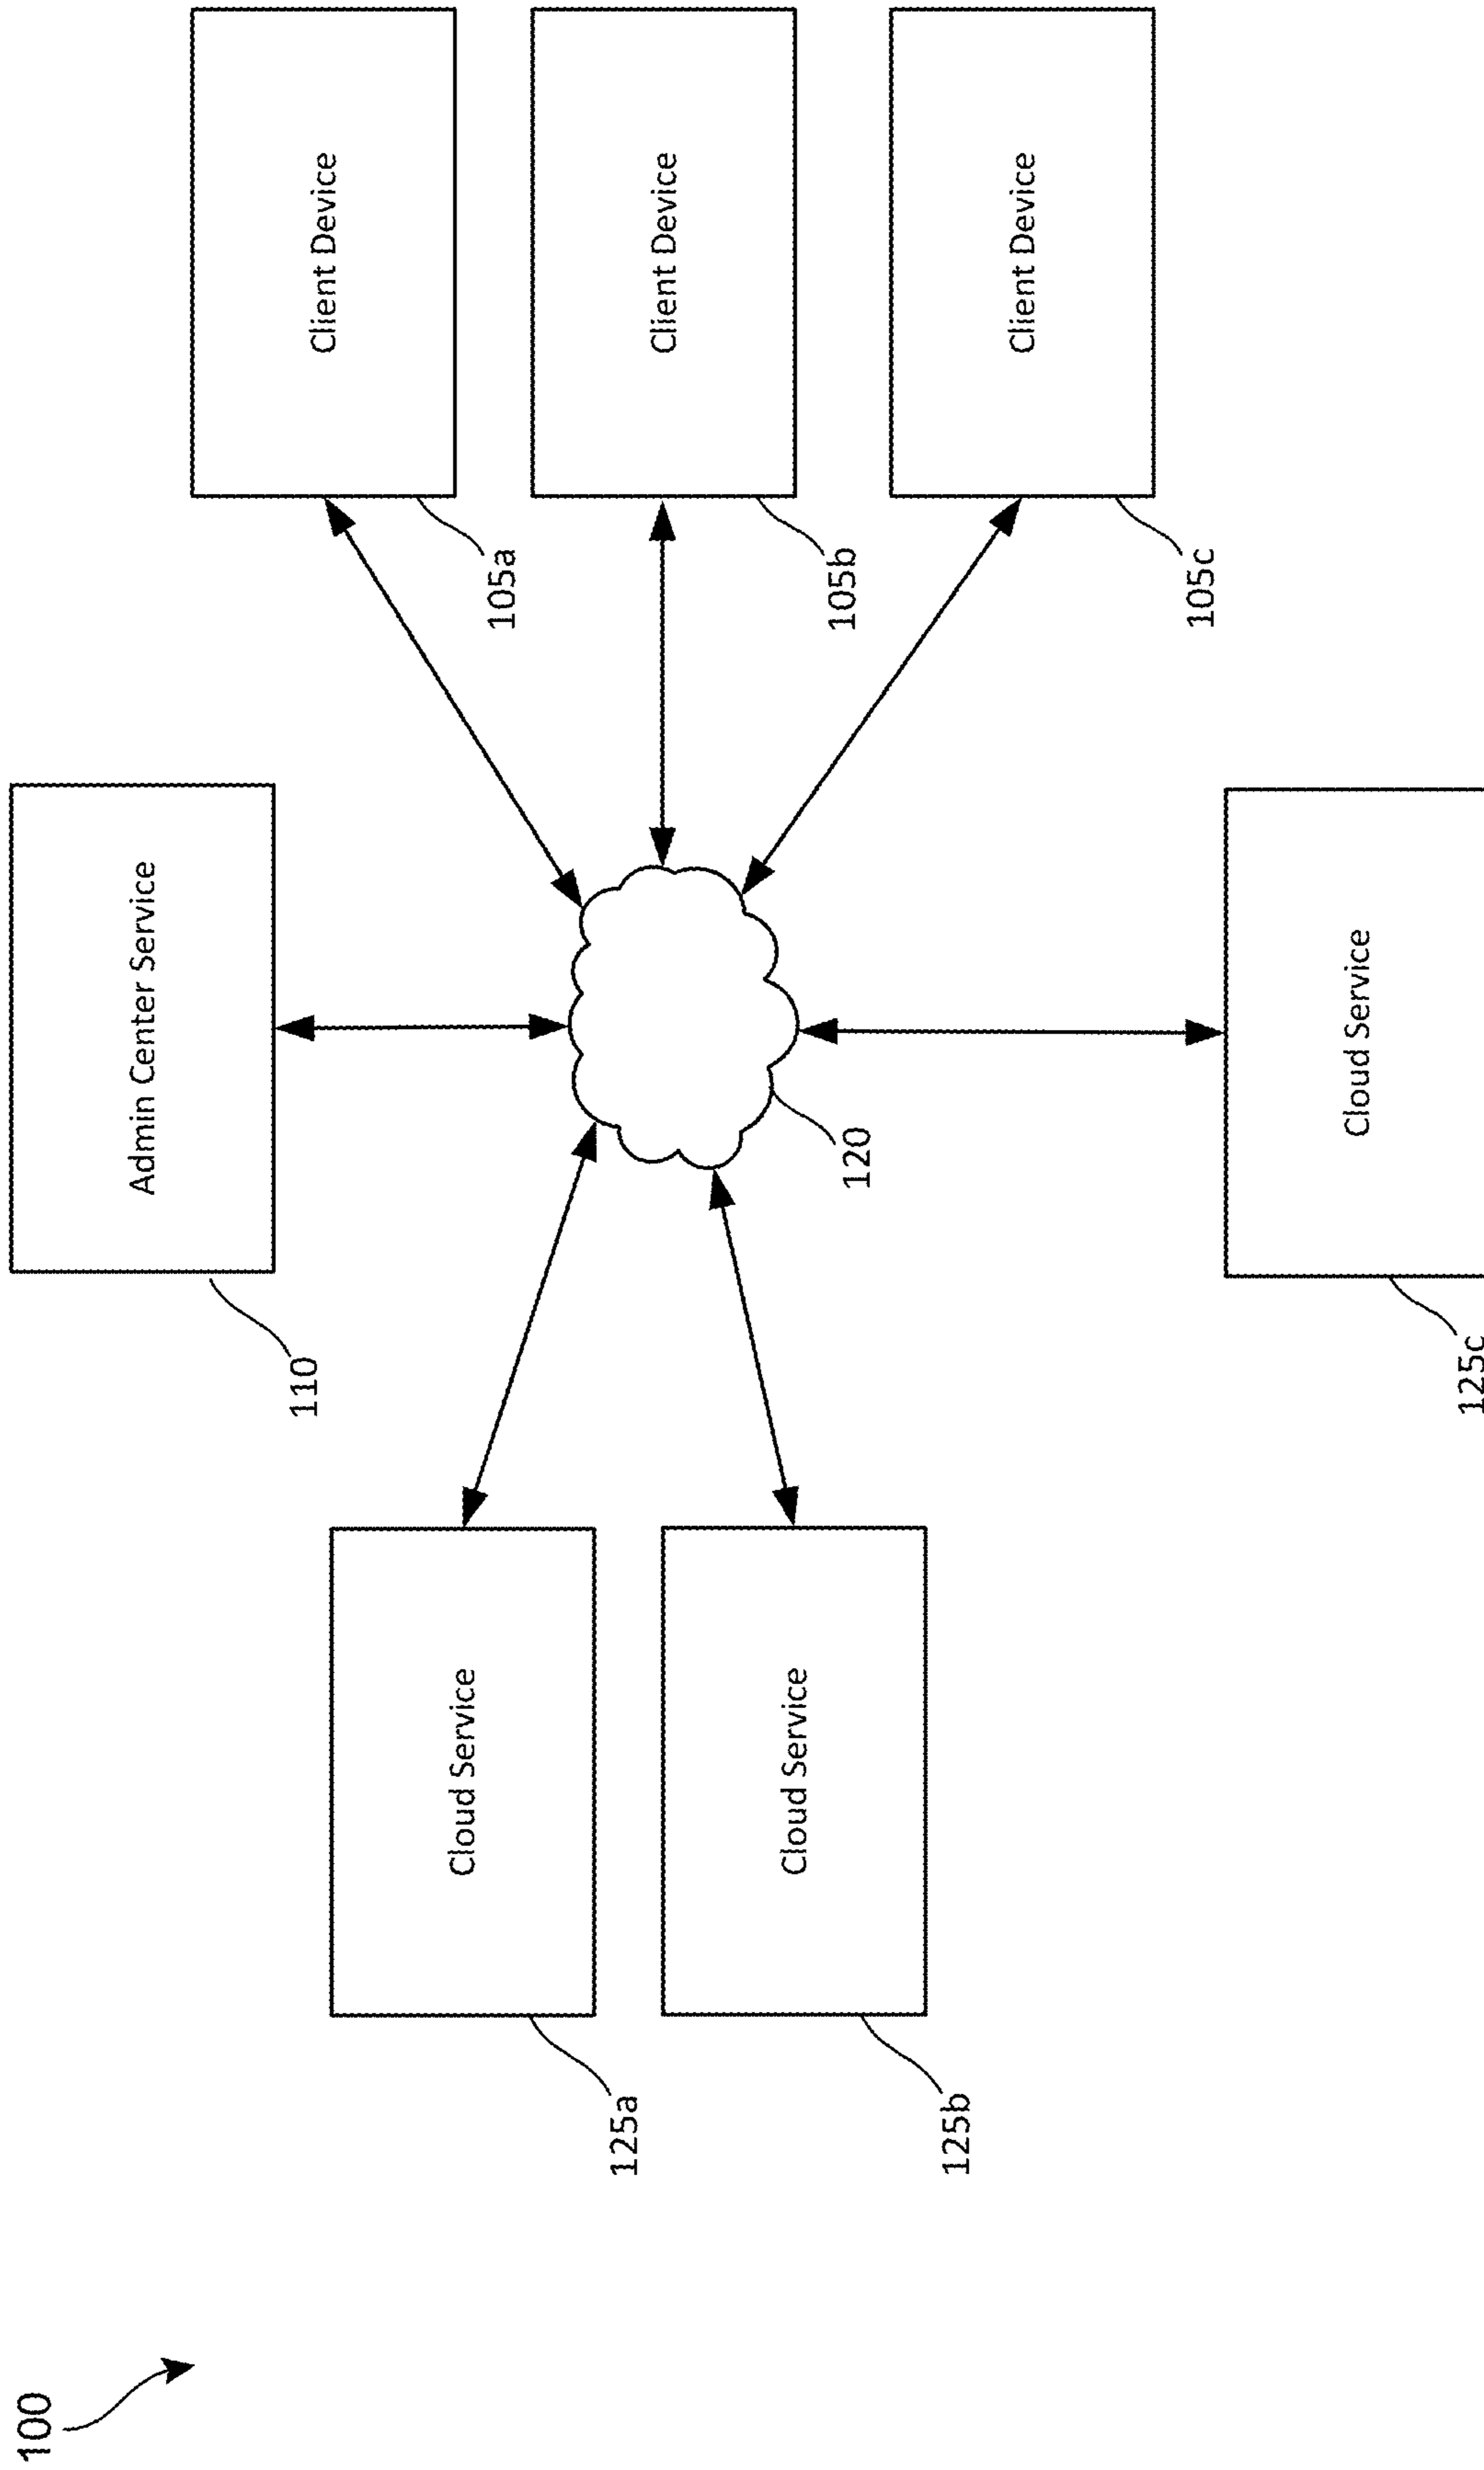 100
Admin Center Service
110
Client Device
105a
Cloud Service
125a
Client Device
105b
Cloud Service
125b
120
Client Device
105c
Cloud Service
125c